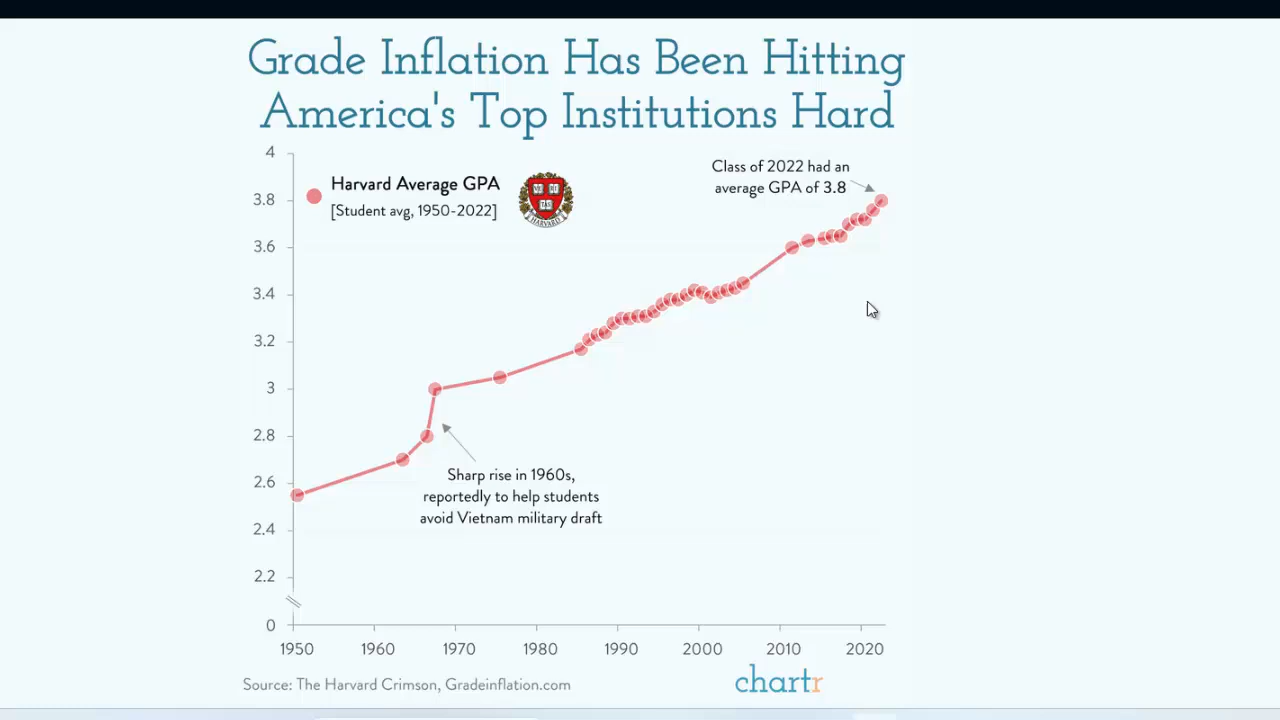 Grade Inflation Has Been Hitting
America's Top Institutions Hard
4
Harvard Average GPA
[Student avg, 1950-2022]
HARVARD
Class of 2022 had an
average GPA of 3.8
3.8
3.6
3.4
3.2
3
2.8
2.6
2.4
2.2
0
Sharp rise in 1960s,
reportedly to help students
avoid Vietnam military draft
1950 1960 1970 1980 1990 2000 2010 2020
Source: The Harvard Crimson, Gradeinflation.com
chartr